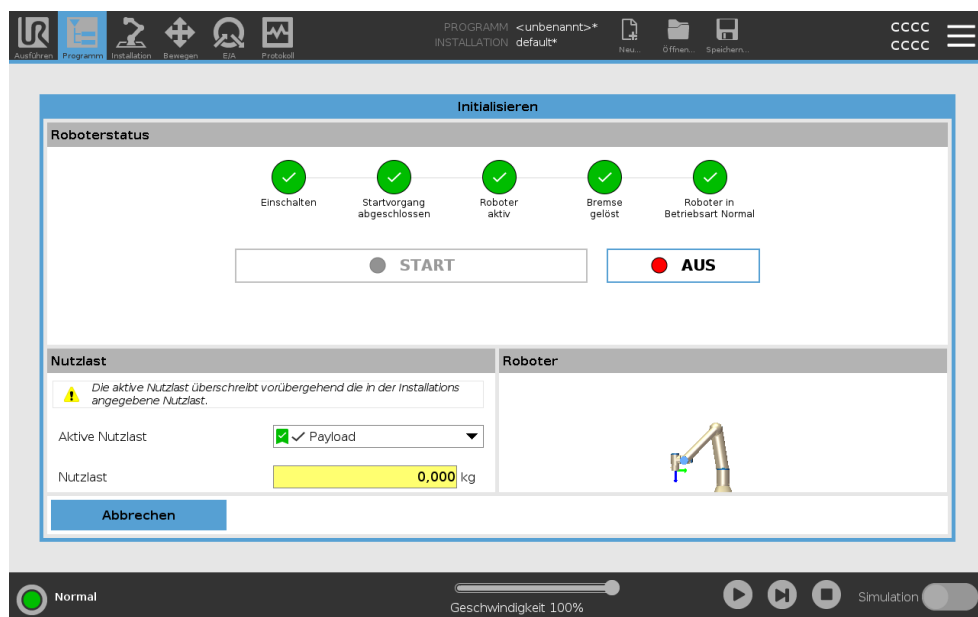 UR
Ausführen
Programm
Installation
Bewegen
E/A
Protokoll
PROGRAMM <unbenannt>*
INSTALLATION default*
Neu...
Öffnen...
Speichern...
CCCC
CCCC
Initialisieren
Roboterstatus
Einschalten
Startvorgang
abgeschlossen
Roboter
aktiv
Bremse
gelöst
Roboter in
Betriebsart Normal
START
AUS
Nutzlast
Die aktive Nutzlast überschreibt vorübergehend die in der Installations
angegebene Nutzlast.
Aktive Nutzlast
Payload
Nutzlast
0,000 kg
Roboter
Abbrechen
Normal
Geschwindigkeit 100%
Simulation